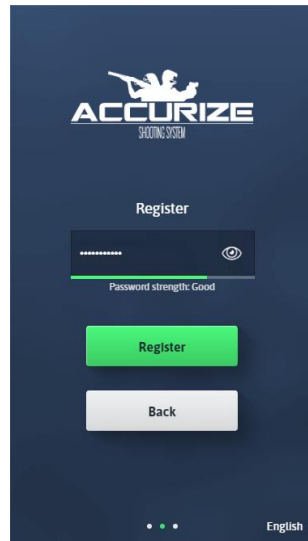 ACCURIZE
SHOOTING SYSTEM
Register
Password strength: Good
Register
Back
English